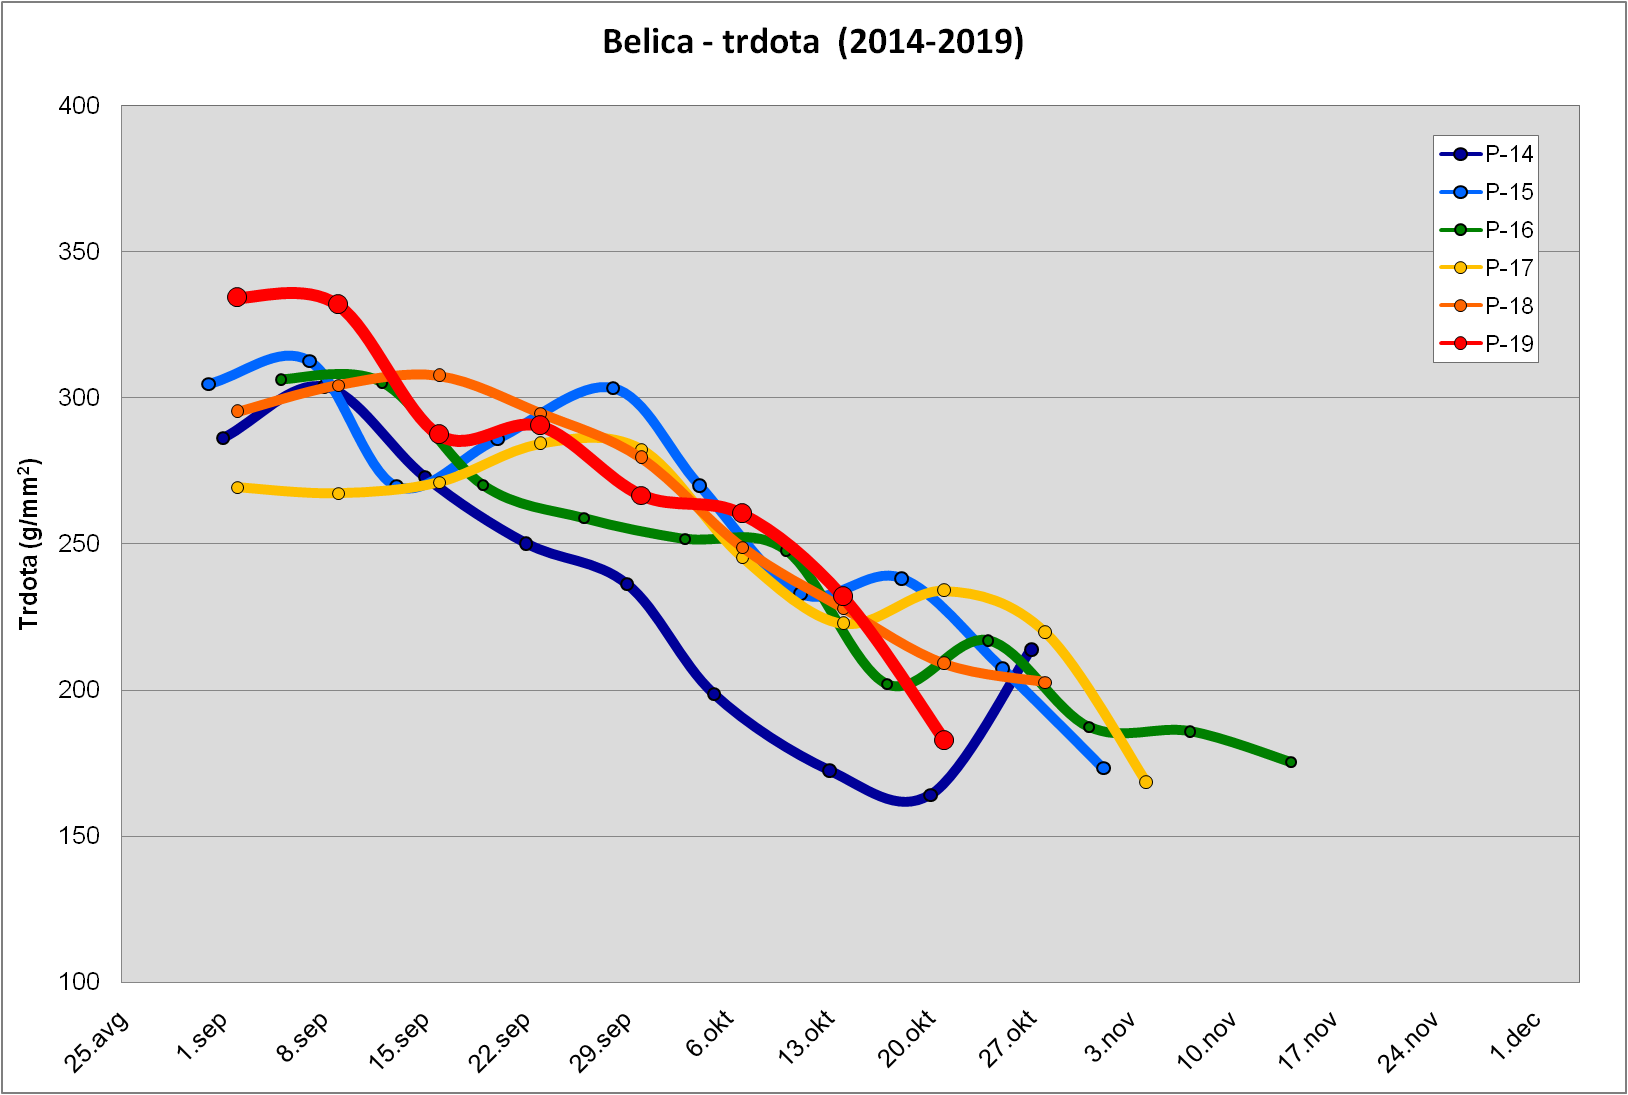 Belica - trdota  (2014-2019)
Trdota (g/mm²)
400
350
300
250
200
150
100
P-14
P-15
P-16
P-17
P-18
P-19
25.avg
1.sep
8.sep
15.sep
22.sep
29.sep
6.okt
13.okt
20.okt
27.okt
3.nov
10.nov
17.nov
24.nov
1.dec